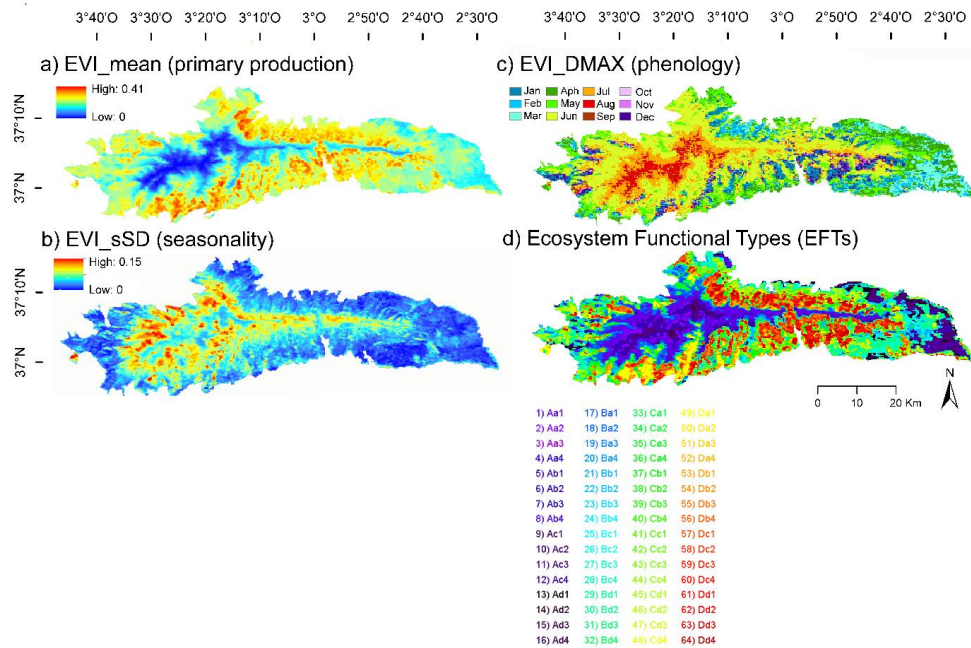 3°40'O 3°30'O 3°20'O 3°10'O 3°O 2°50'O 2°40'O 2°30'O
3°40'O 3°30'O 3°20'O 3°10'O 3°O 2°50'O 2°40'O 2°30'O
a) EVI_mean (primary production)
High: 0.41
Low: 0
37°10'N
37°N
c) EVI_DMAX (phenology)
Jan Aph Jul Oct
Feb May Aug Nov
Mar Jun Sep Dec
b) EVI_sSD (seasonality)
High: 0.15
Low: 0
37°10'N
37°N
d) Ecosystem Functional Types (EFTs)
N
0 10 20 Km
1) Aa1 17) Ba1 33) Ca1 49) Da1
2) Aa2 18) Ba2 34) Ca2 50) Da2
3) Aa3 19) Ba3 35) Ca3 51) Da3
4) Aa4 20) Ba4 36) Ca4 52) Da4
5) Ab1 21) Bb1 37) Cb1 53) Db1
6) Ab2 22) Bb2 38) Cb2 54) Db2
7) Ab3 23) Bb3 39) Cb3 55) Db3
8) Ab4 24) Bb4 40) Cb4 56) Db4
9) Ac1 25) Bc1 41) Cc1 57) Dc1
10) Ac2 26) Bc2 42) Cc2 58) Dc2
11) Ac3 27) Bc3 43) Cc3 59) Dc3
12) Ac4 28) Bc4 44) Cc4 60) Dc4
13) Ad1 29) Bd1 45) Cd1 61) Dd1
14) Ad2 30) Bd2 46) Cd2 62) Dd2
15) Ad3 31) Bd3 47) Cd3 63) Dd3
16) Ad4 32) Bd4 48) Cd4 64) Dd4